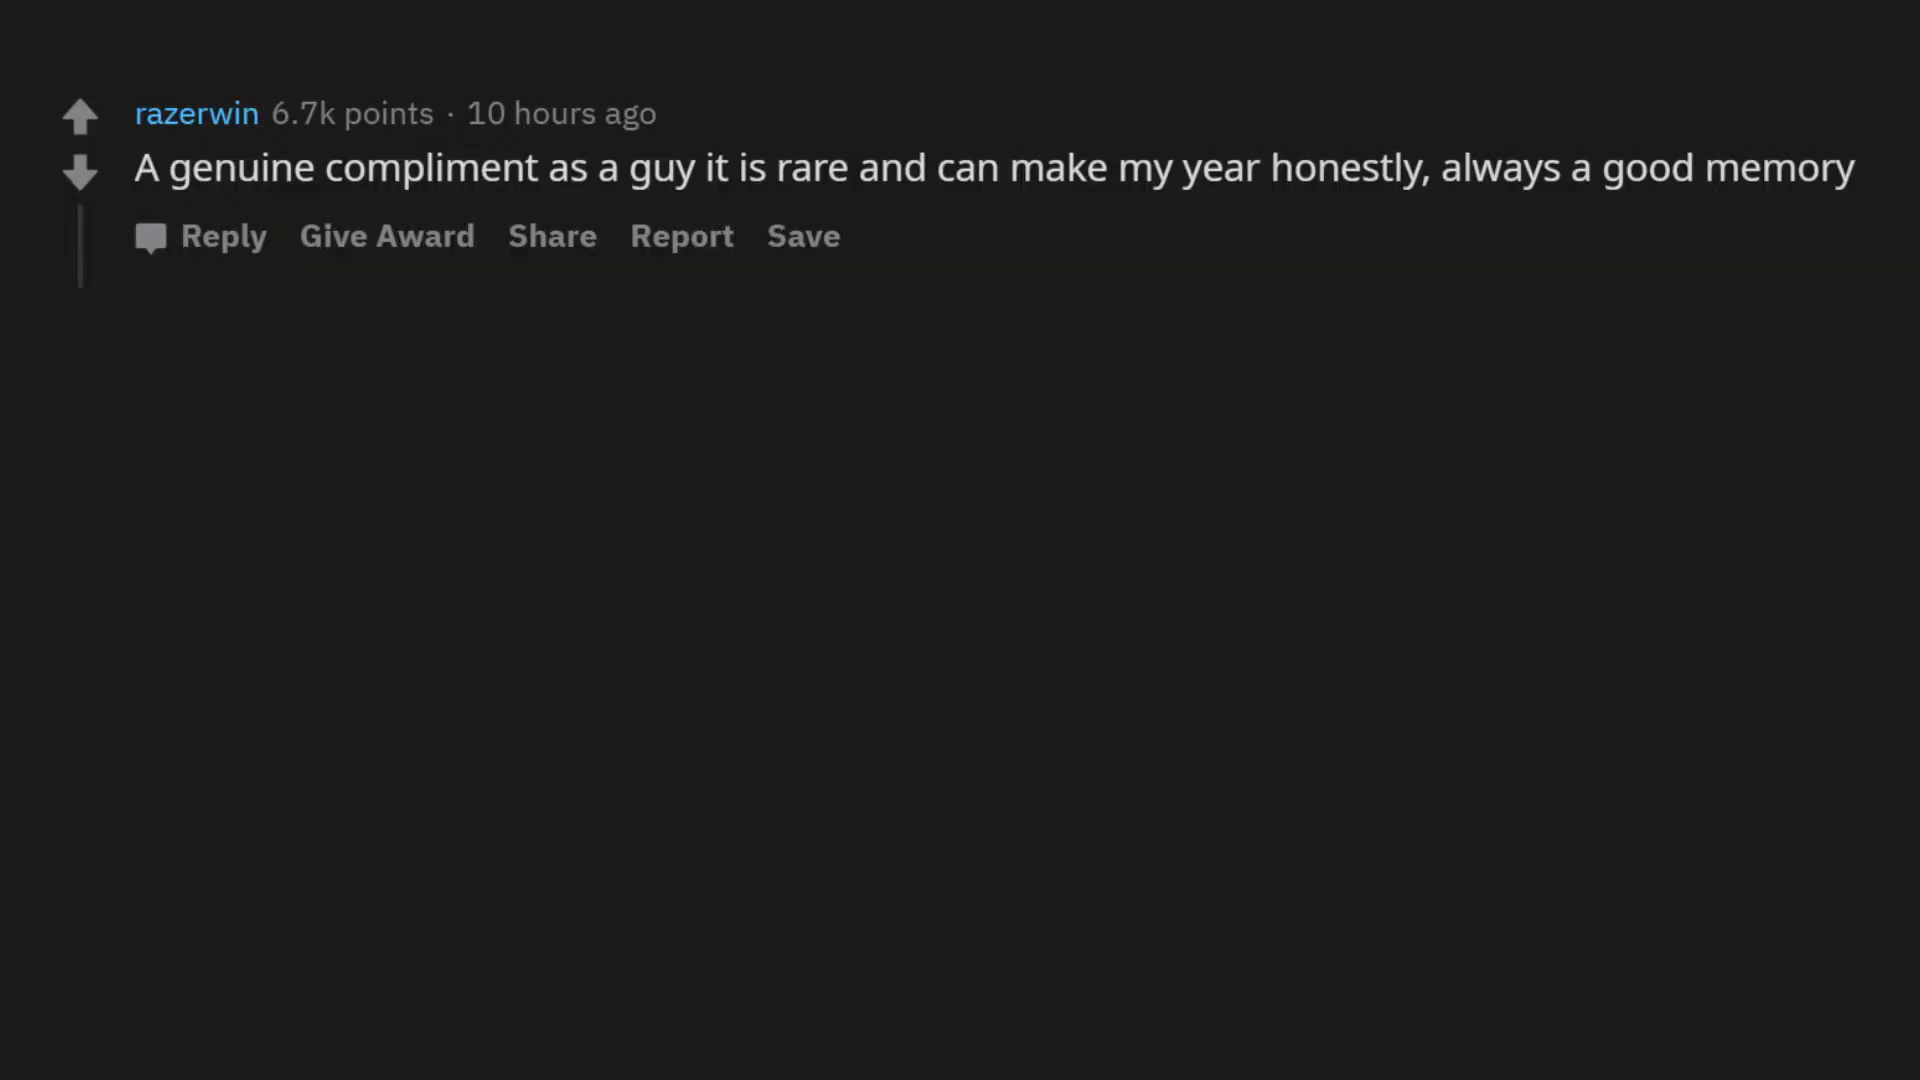 razerwin 6.7k points · 10 hours ago
A genuine compliment as a guy it is rare and can make my year honestly, always a good memory
Reply Give Award Share Report Save